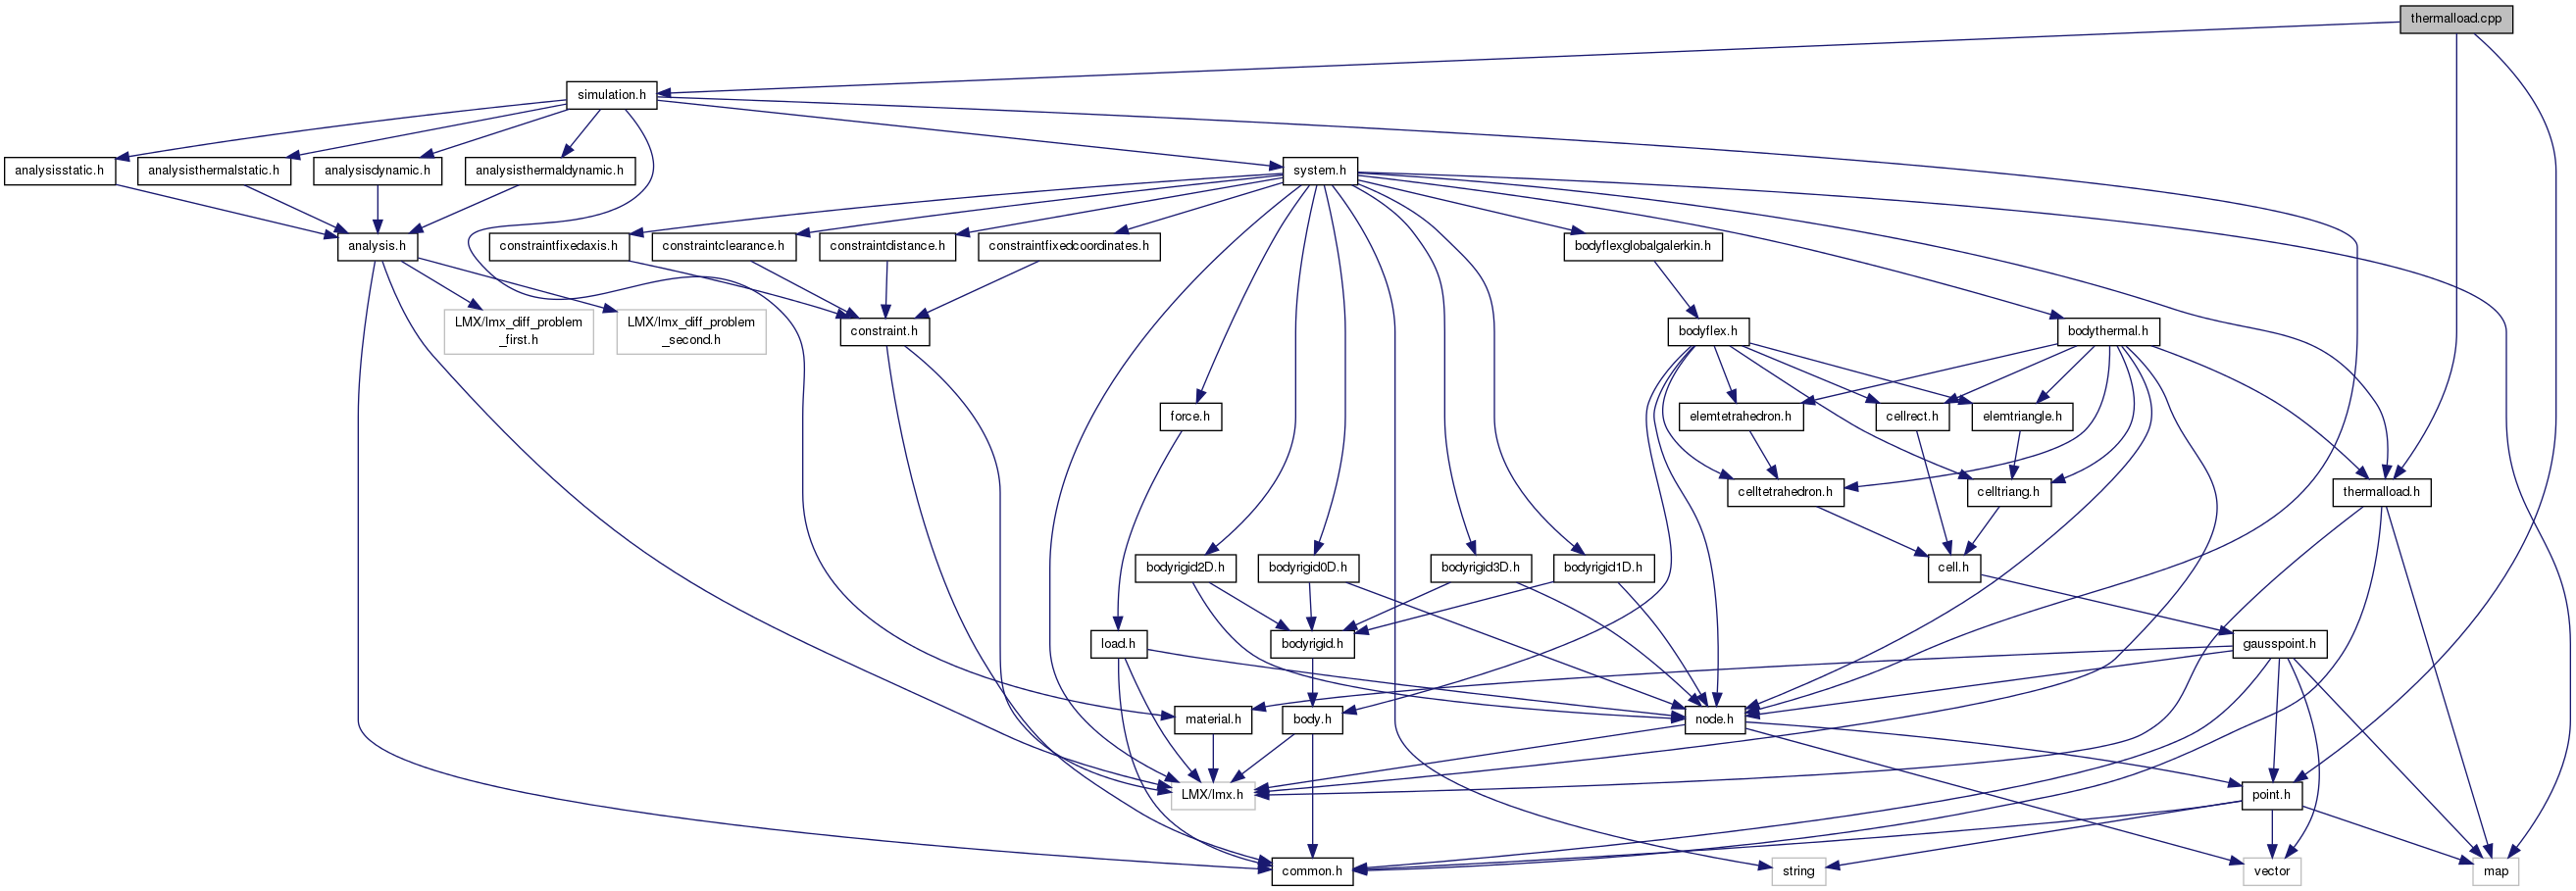 thermalload.cpp
simulation.h
analysisstatic.h
analysisthermalstatic.h
analysisdynamic.h
analysisthermaldynamic.h
system.h
analysis.h
constraintfixedaxis.h
constraintclearance.h
constraintdistance.h
constraintfixedcoordinates.h
bodyflexglobalgalerkin.h
LMX/lmx_diff_problem
_first.h
LMX/lmx_diff_problem
_second.h
constraint.h
bodyflex.h
bodythermal.h
force.h
elemtetrahedron.h
cellrect.h
elemtriangle.h
celltetrahedron.h
celltriang.h
thermalload.h
bodyrigid2D.h
bodyrigid0D.h
bodyrigid3D.h
bodyrigid1D.h
cell.h
load.h
bodyrigid.h
gausspoint.h
material.h
body.h
node.h
LMX/lmx.h
point.h
common.h
string
vector
map